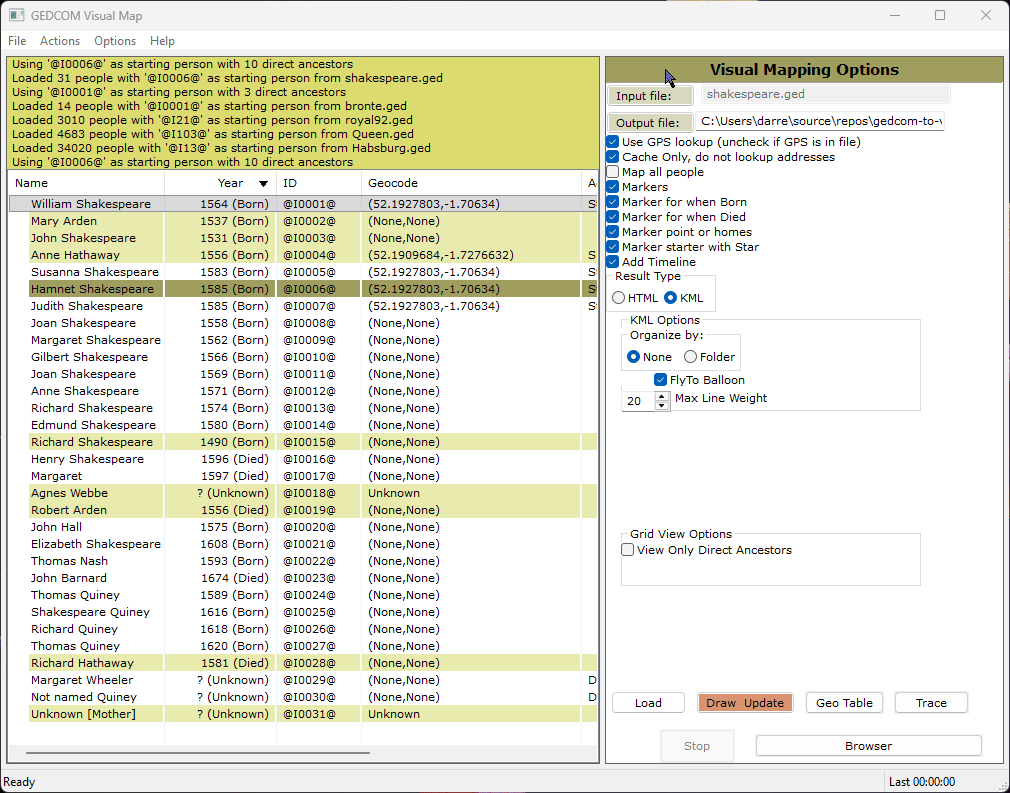 GEDCOM Visual Map
File Actions Options Help
Using '@I0006@' as starting person with 10 direct ancestors
Loaded 31 people with '@I0006@' as starting person from shakespeare.ged
Using '@I0001@' as starting person with 3 direct ancestors
Loaded 14 people with '@I0001@' as starting person from bronte.ged
Loaded 3010 people with '@I21@' as starting person from royal92.ged
Loaded 4683 people with '@I103@' as starting person from Queen.ged
Loaded 34020 people with '@I13@' as starting person from Habsburg.ged
Using '@I0006@' as starting person with 10 direct ancestors
Name Year ID Geocode
William Shakespeare 1564 (Born) @I0001@ (52.1927803,-1.70634) S
Mary Arden 1537 (Born) @I0002@ (None,None)
John Shakespeare 1531 (Born) @I0003@ (None,None)
Anne Hathaway 1556 (Born) @I0004@ (52.1909684,-1.7276632) S
Susanna Shakespeare 1583 (Born) @I0005@ (52.1927803,-1.70634) S
Hamnet Shakespeare 1585 (Born) @I0006@ (52.1927803,-1.70634) S
Judith Shakespeare 1585 (Born) @I0007@ (52.1927803,-1.70634) S
Joan Shakespeare 1558 (Born) @I0008@ (None,None)
Margaret Shakespeare 1562 (Born) @I0009@ (None,None)
Gilbert Shakespeare 1566 (Born) @I0010@ (None,None)
Joan Shakespeare 1569 (Born) @I0011@ (None,None)
Anne Shakespeare 1571 (Born) @I0012@ (None,None)
Richard Shakespeare 1574 (Born) @I0013@ (None,None)
Edmund Shakespeare 1580 (Born) @I0014@ (None,None)
Richard Shakespeare 1490 (Born) @I0015@ (None,None)
Henry Shakespeare 1596 (Died) @I0016@ (None,None)
Margaret 1597 (Died) @I0017@ (None,None)
Agnes Webbe ? (Unknown) @I0018@ Unknown
Robert Arden 1556 (Died) @I0019@ (None,None)
John Hall 1575 (Born) @I0020@ (None,None)
Elizabeth Shakespeare 1608 (Born) @I0021@ (None,None)
Thomas Nash 1593 (Born) @I0022@ (None,None)
John Barnard 1674 (Died) @I0023@ (None,None)
Thomas Quiney 1589 (Born) @I0024@ (None,None)
Shakespeare Quiney 1616 (Born) @I0025@ (None,None)
Richard Quiney 1618 (Born) @I0026@ (None,None)
Thomas Quiney 1620 (Born) @I0027@ (None,None)
Richard Hathaway 1581 (Died) @I0028@ (None,None)
Margaret Wheeler ? (Unknown) @I0029@ (None,None) D
Not named Quiney ? (Unknown) @I0030@ (None,None) D
Unknown [Mother] ? (Unknown) @I0031@ Unknown
Visual Mapping Options
Input file: shakespeare.ged
Output file: C:\Users\darre\source\repos\gedcom-to-
Use GPS lookup (uncheck if GPS is in file)
Cache Only, do not lookup addresses
Map all people
Markers
Marker for when Born
Marker for when Died
Marker point or homes
Marker starter with Star
Add Timeline
Result Type
HTML KML
KML Options
Organize by:
None Folder
FlyTo Balloon
20 Max Line Weight
Grid View Options
View Only Direct Ancestors
Load Draw Update Geo Table Trace
Stop Browser
Ready Last 00:00:00